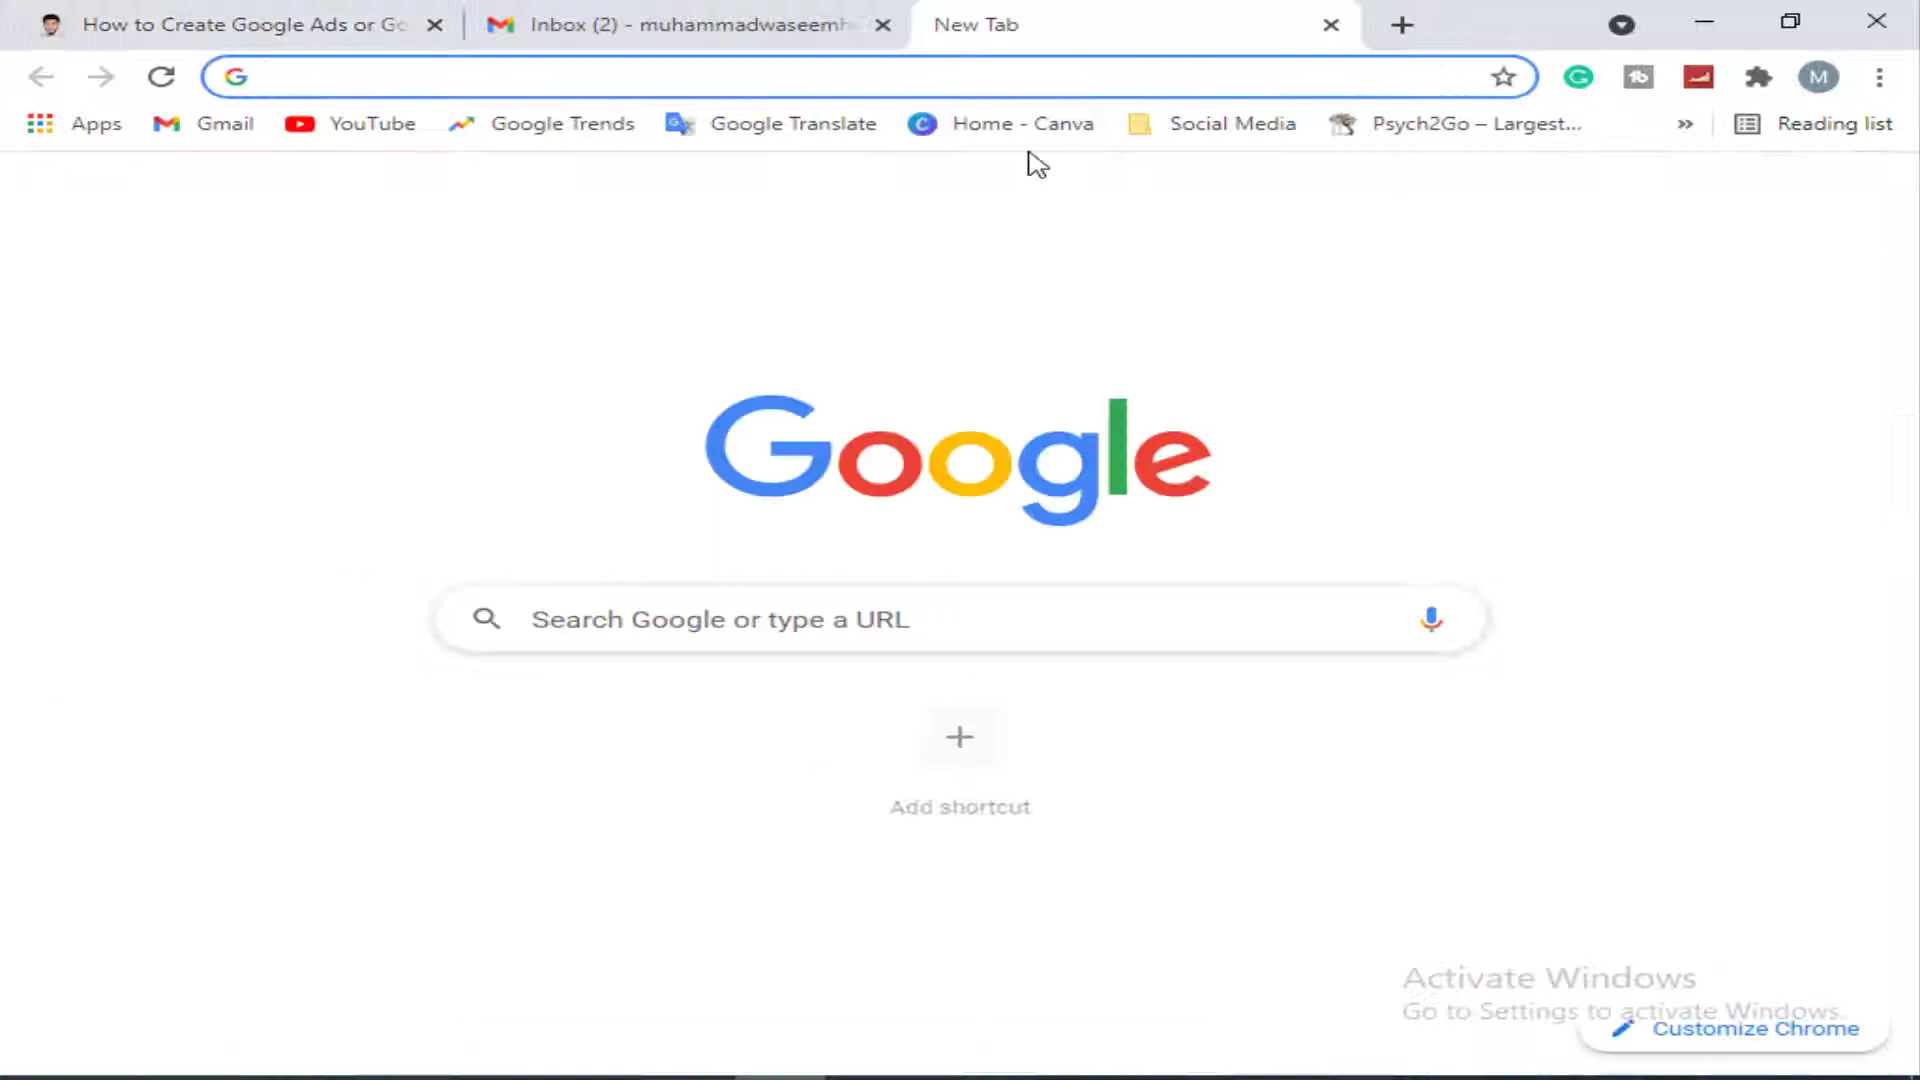 How to Create Google Ads or Go
Inbox (2) - muhammadwaseemh
New Tab
M
Apps
Gmail
YouTube
Google Trends
Google Translate
Home - Canva
Social Media
Psych2Go – Largest...
»
Reading list
Google
Search Google or type a URL
Add shortcut
Activate Windows
Go to Settings to activate Windows.
Customize Chrome